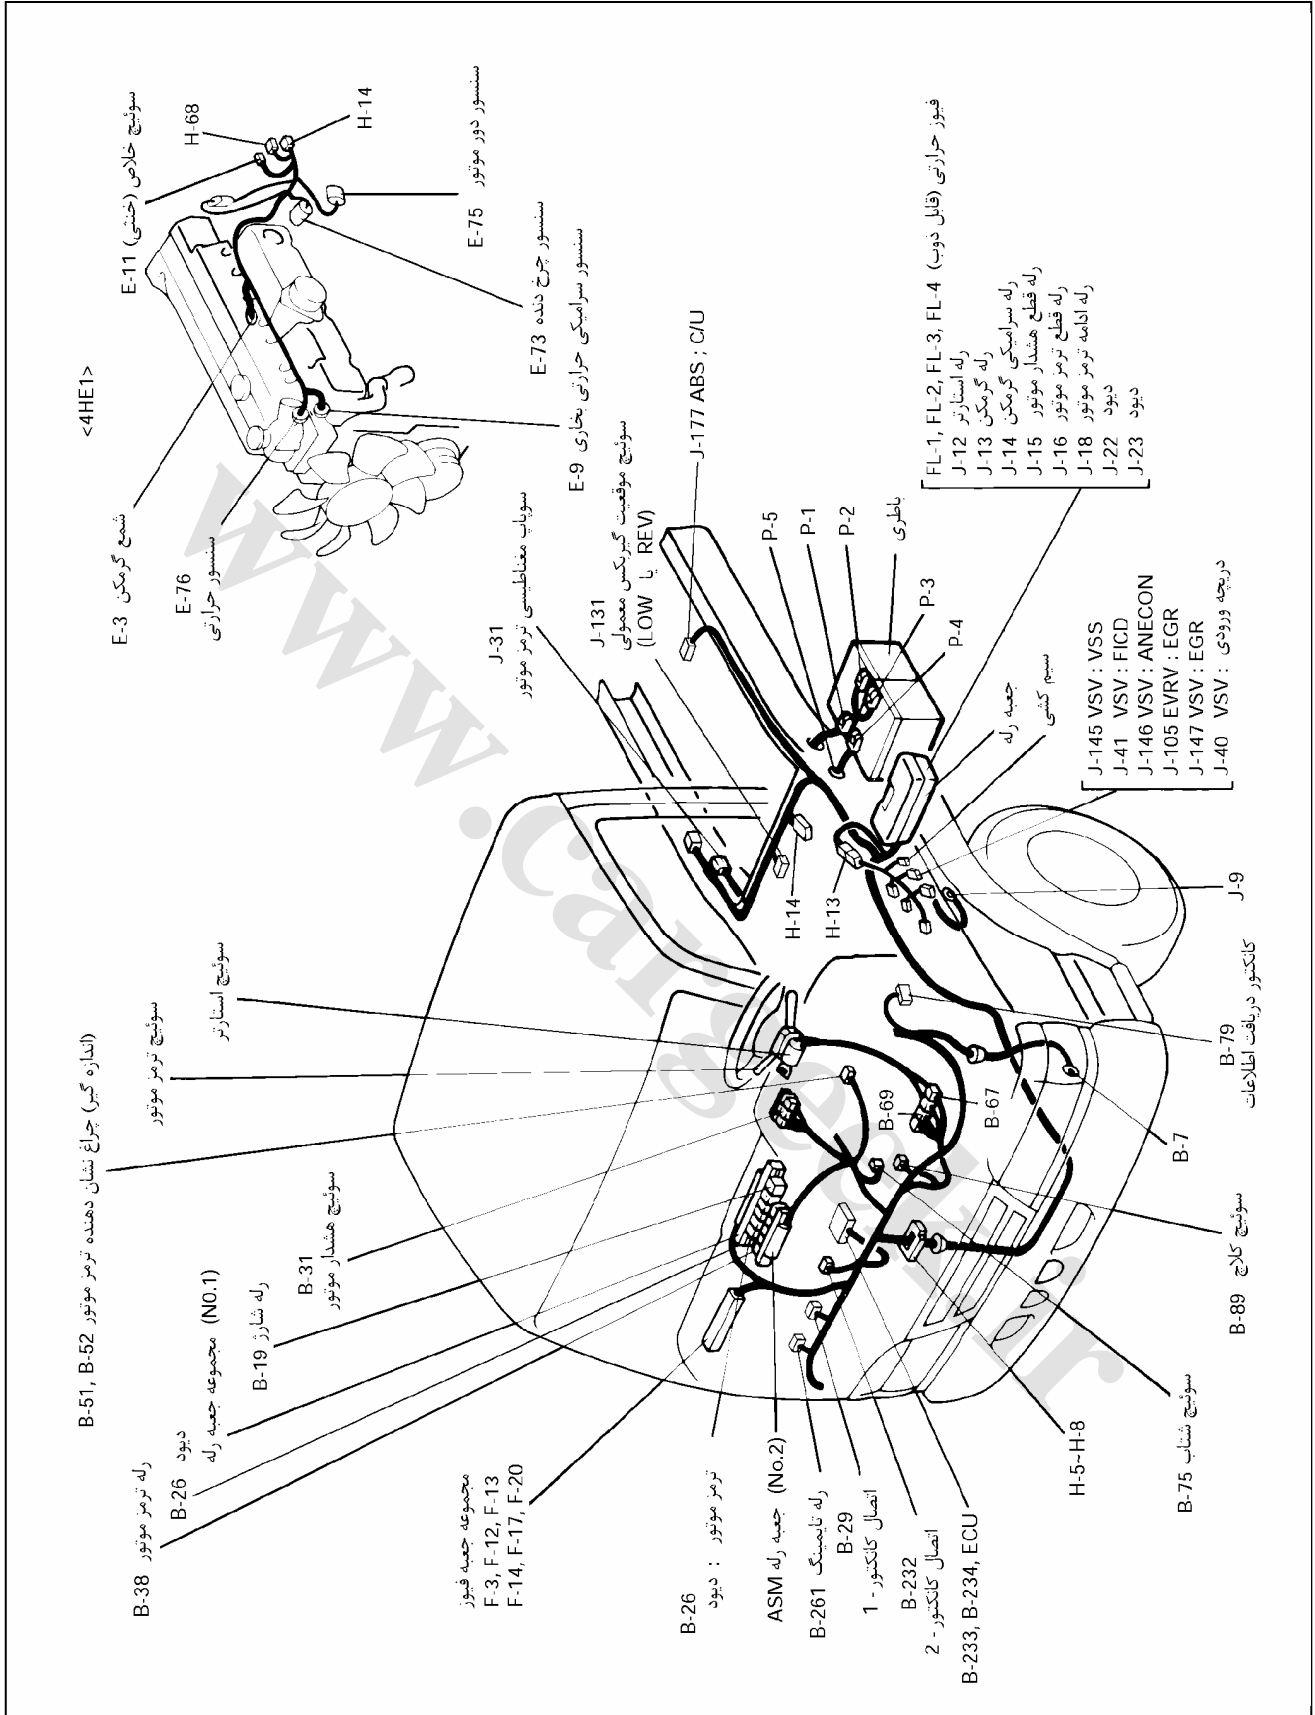 <4HE1>
سوئیچ خلاص (خنثی) E-11
H-68
H-14
سنسور دور موتور E-75
سنسور چرخ دنده E-73
سنسور سرامیکی حرارتی بخاری E-9
شمع گرمکن E-3
E-76
سنسور حرارتی
J-31
سوپاپ مغناطیسی ترمز موتور
J-131
سوئیچ موقعیت گیربکس معمولی
(LOW یا REV)
J-177 ABS ; C/U
P-5
P-1
P-2
باطری
P-3
P-4
FL-1, FL-2, FL-3, FL-4 فیوز حرارتی (قابل ذوب)
J-12 رله استارتر
J-13 رله گرمکن
J-14 رله سرامیکی گرمکن
J-15 رله قطع هشدار موتور
J-16 رله قطع ترمز موتور
J-18 رله ادامه ترمز موتور
J-22 دیود
J-23 دیود
جعبه رله
سیم کشی
J-145 VSV : VSS
J-41 VSV : FICD
J-146 VSV : ANECON
J-105 EVRV : EGR
J-147 VSV : EGR
J-40 VSV : دریچه ورودی
H-14
H-13
J-9
B-51, B-52 چراغ نشان دهنده ترمز موتور (اندازه گیر)
سوئیچ ترمز موتور
سوئیچ استارتر
B-31
سوئیچ هشدار موتور
B-19 رله شارژ
مجموعه جعبه رله (NO.1)
B-26 دیود
B-38 رله ترمز موتور
B-69
B-67
B-79
کانکتور دریافت اطلاعات
B-7
B-89 سوئیچ کلاچ
B-75 سوئیچ شتاب
H-5~H-8
مجموعه جعبه فیوز
F-3, F-12, F-13
F-14, F-17, F-20
B-26
ترمز موتور : دیود
ASM جعبه رله (No.2)
B-261 رله تایمینگ
B-29
اتصال کانکتور - 1
B-232
اتصال کانکتور - 2
B-233, B-234, ECU
www.cargeek.ir